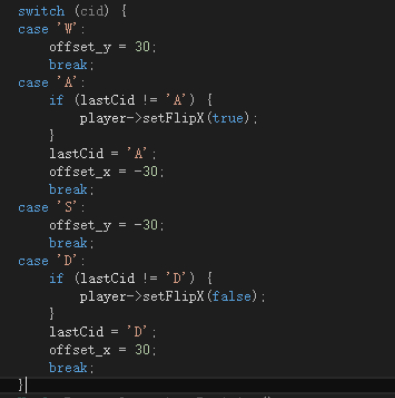 switch (cid) {
case 'W':
    offset_y = 30;
    break;
case 'A':
    if (lastCid != 'A') {
        player->setFlipX(true);
    }
    lastCid = 'A';
    offset_x = -30;
    break;
case 'S':
    offset_y = -30;
    break;
case 'D':
    if (lastCid != 'D') {
        player->setFlipX(false);
    }
    lastCid = 'D';
    offset_x = 30;
    break;
}